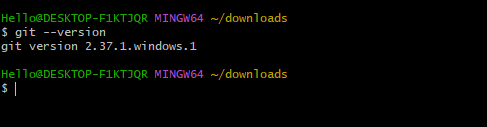 Hello@DESKTOP-F1KTJQR MINGW64 ~/downloads
$ git --version
git version 2.37.1.windows.1
Hello@DESKTOP-F1KTJQR MINGW64 ~/downloads
$